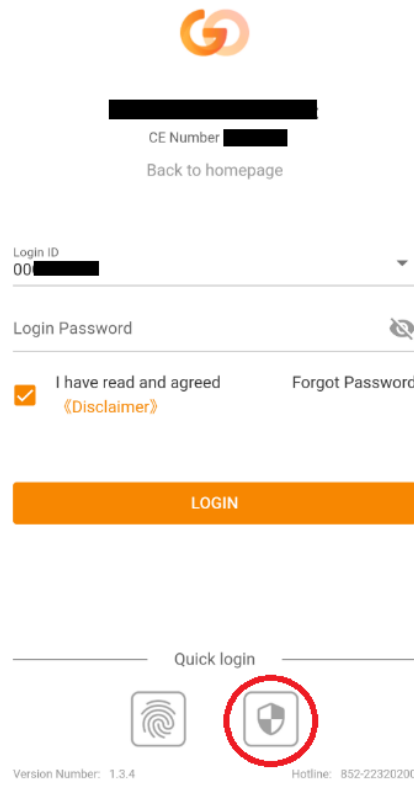 CE Number
Back to homepage
Login ID
00
Login Password
I have read and agreed
Forgot Password
《Disclaimer》
LOGIN
Quick login
Version Number: 1.3.4
Hotline: 852-22320200